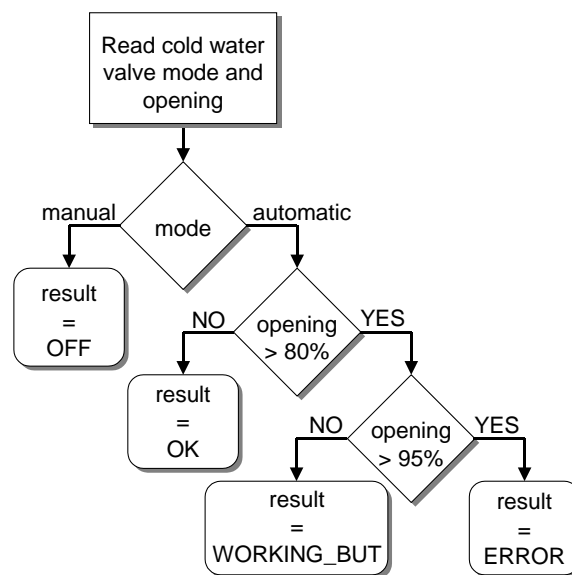 Read cold water
valve mode and
opening
manual
automatic
mode
result
=
OFF
NO
YES
opening
> 80%
result
=
OK
NO
YES
opening
> 95%
result
=
WORKING_BUT
result
=
ERROR